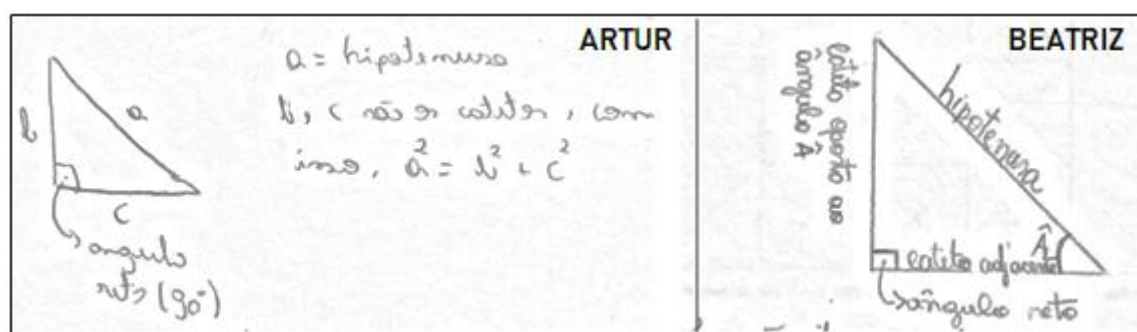 ARTUR
a = hipotenusa
b, c são os catetos, com
isso, a² = b² + c²
b
a
c
ângulo
reto (90°)
BEATRIZ
cateto oposto ao
ângulo Â
hipotenusa
Â
cateto adjacente
ângulo reto